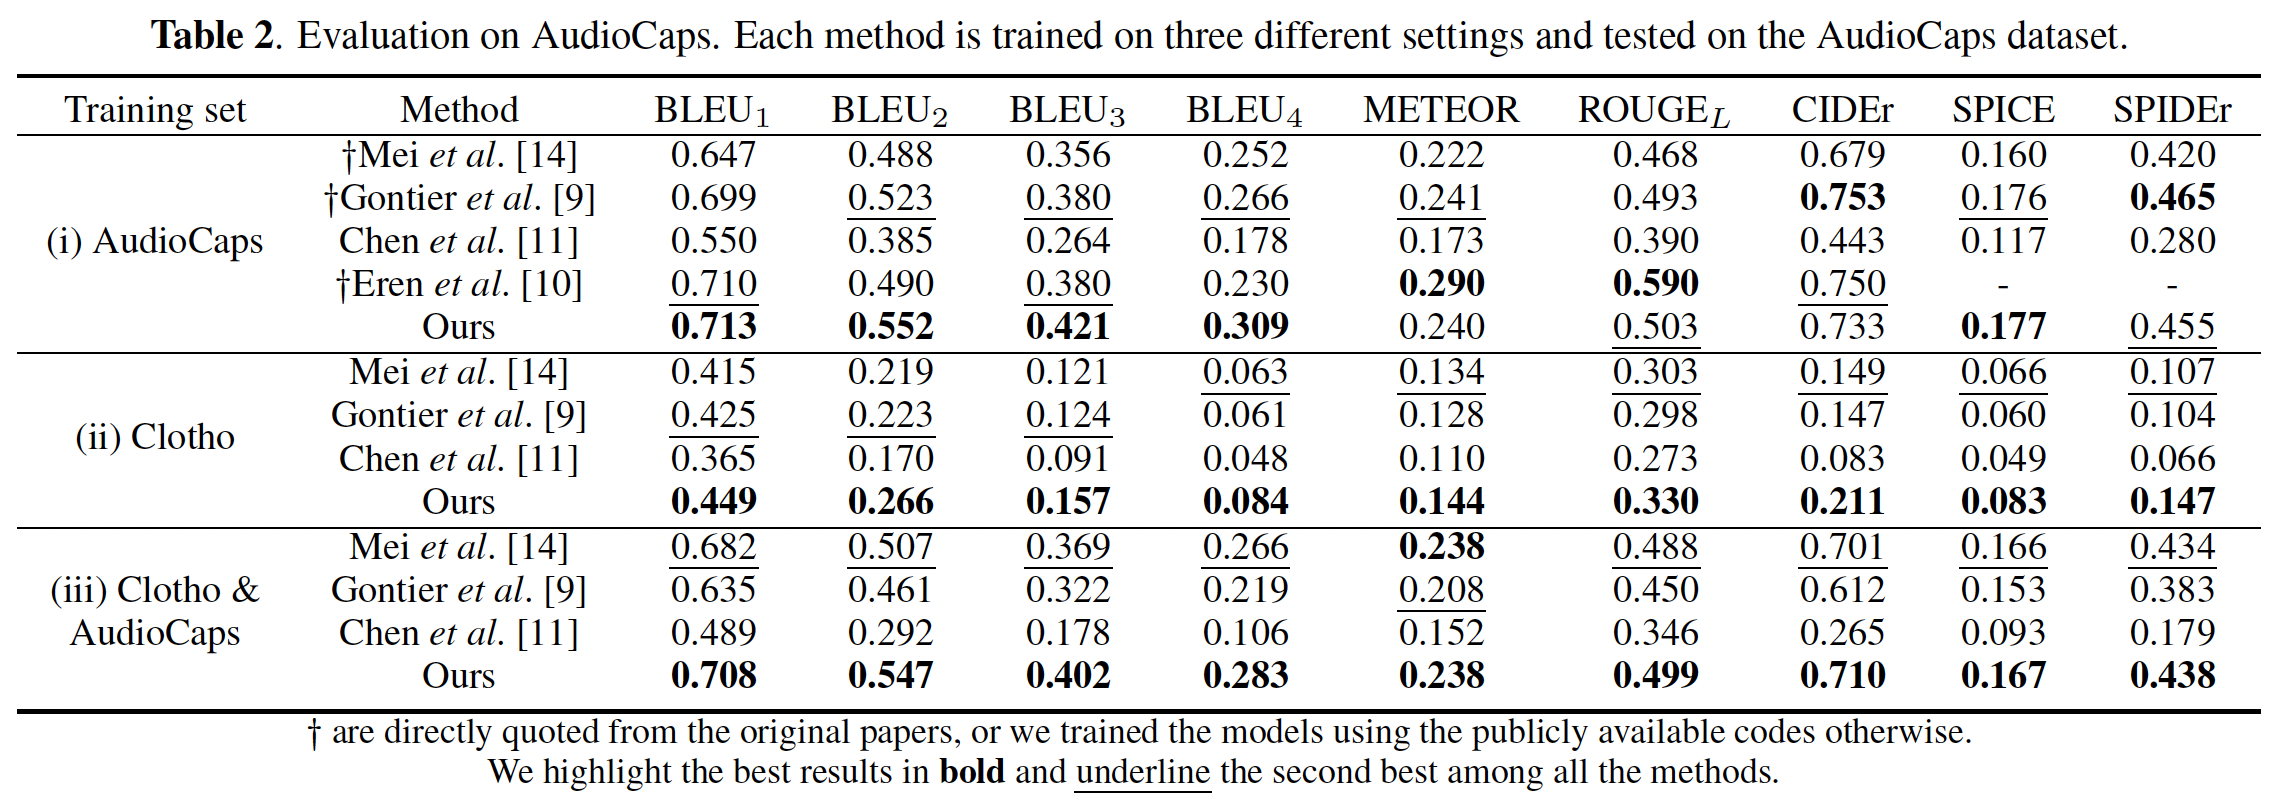 Table 2. Evaluation on AudioCaps. Each method is trained on three different settings and tested on the AudioCaps dataset.
Training set Method BLEU1 BLEU2 BLEU3 BLEU4 METEOR ROUGEL CIDEr SPICE SPIDEr
(i) AudioCaps
†Mei et al. [14] 0.647 0.488 0.356 0.252 0.222 0.468 0.679 0.160 0.420
†Gontier et al. [9] 0.699 0.523 0.380 0.266 0.241 0.493 0.753 0.176 0.465
Chen et al. [11] 0.550 0.385 0.264 0.178 0.173 0.390 0.443 0.117 0.280
†Eren et al. [10] 0.710 0.490 0.380 0.230 0.290 0.590 0.750 - -
Ours 0.713 0.552 0.421 0.309 0.240 0.503 0.733 0.177 0.455
(ii) Clotho
Mei et al. [14] 0.415 0.219 0.121 0.063 0.134 0.303 0.149 0.066 0.107
Gontier et al. [9] 0.425 0.223 0.124 0.061 0.128 0.298 0.147 0.060 0.104
Chen et al. [11] 0.365 0.170 0.091 0.048 0.110 0.273 0.083 0.049 0.066
Ours 0.449 0.266 0.157 0.084 0.144 0.330 0.211 0.083 0.147
(iii) Clotho &
AudioCaps
Mei et al. [14] 0.682 0.507 0.369 0.266 0.238 0.488 0.701 0.166 0.434
Gontier et al. [9] 0.635 0.461 0.322 0.219 0.208 0.450 0.612 0.153 0.383
Chen et al. [11] 0.489 0.292 0.178 0.106 0.152 0.346 0.265 0.093 0.179
Ours 0.708 0.547 0.402 0.283 0.238 0.499 0.710 0.167 0.438
† are directly quoted from the original papers, or we trained the models using the publicly available codes otherwise.
We highlight the best results in bold and underline the second best among all the methods.